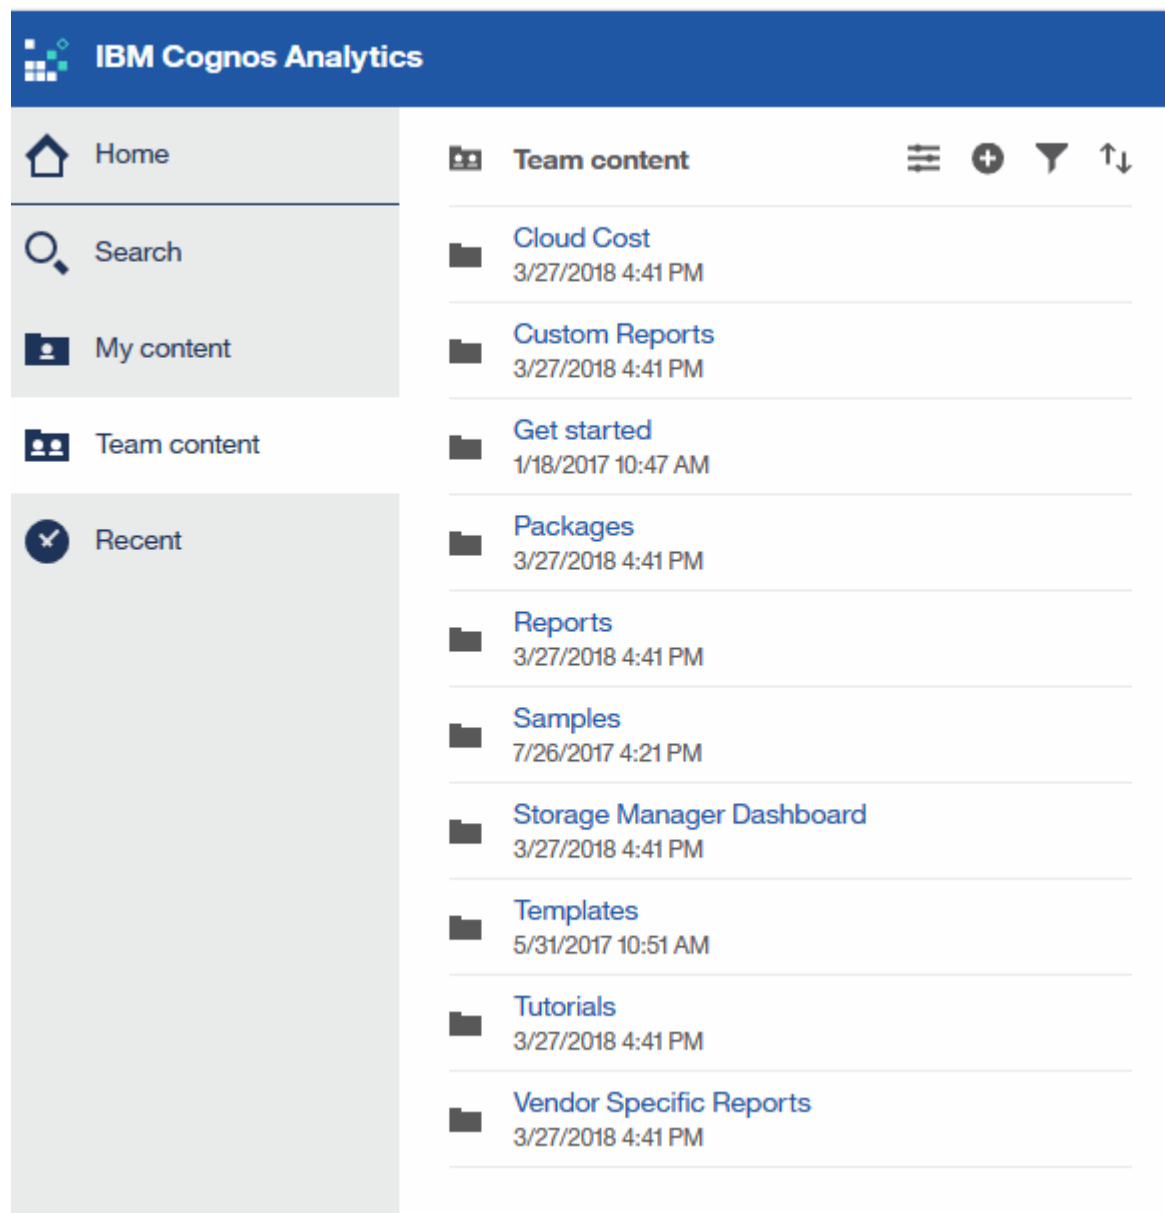 IBM Cognos Analytics
Home
Search
My content
Team content
Recent
Team content
Cloud Cost
3/27/2018 4:41 PM
Custom Reports
3/27/2018 4:41 PM
Get started
1/18/2017 10:47 AM
Packages
3/27/2018 4:41 PM
Reports
3/27/2018 4:41 PM
Samples
7/26/2017 4:21 PM
Storage Manager Dashboard
3/27/2018 4:41 PM
Templates
5/31/2017 10:51 AM
Tutorials
3/27/2018 4:41 PM
Vendor Specific Reports
3/27/2018 4:41 PM